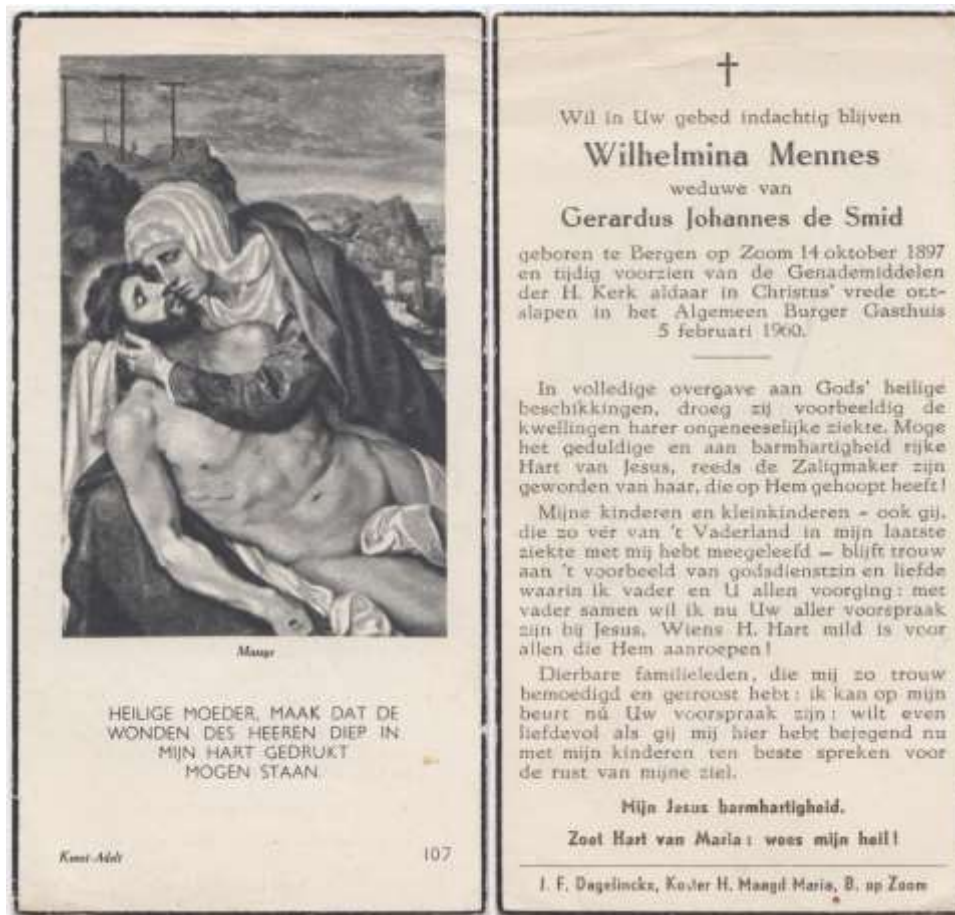 Massys
HEILIGE MOEDER, MAAK DAT DE
WONDEN DES HEEREN DIEP IN
MIJN HART GEDRUKT
MOGEN STAAN.
Kunst-Adelt
107
Wil in Uw gebed indachtig blijven
Wilhelmina Mennes
weduwe van
Gerardus Johannes de Smid
geboren te Bergen op Zoom 14 oktober 1897
en tijdig voorzien van de Genademiddelen
der H. Kerk aldaar in Christus' vrede ont-
slapen in het Algemeen Burger Gasthuis
5 februari 1960.
In volledige overgave aan Gods' heilige
beschikkingen, droeg zij voorbeeldig de
kwellingen harer ongeneeselijke ziekte. Moge
het geduldige en aan barmhartigheid rijke
Hart van Jesus, reeds de Zaligmaker zijn
geworden van haar, die op Hem gehoopt heeft!
Mijne kinderen en kleinkinderen - ook gij,
die zo vér van 't Vaderland in mijn laatste
ziekte met mij hebt meegeleefd - blijft trouw
aan 't voorbeeld van godsdienstzin en liefde
waarin ik vader en U allen voorging: met
vader samen wil ik nu Uw aller voorspraak
zijn bij Jesus, Wiens H. Hart mild is voor
allen die Hem aanroepen!
Dierbare familieleden, die mij zo trouw
bemoedigd en getroost hebt: ik kan op mijn
beurt nú Uw voorspraak zijn: wilt even
liefdevol als gij mij hier hebt bejegend nu
met mijn kinderen ten beste spreken voor
de rust van mijne ziel.
Mijn Jesus barmhartigheid.
Zoet Hart van Maria: wees mijn heil!
J. F. Dagelinckx, Koster H. Maagd Maria, B. op Zoom